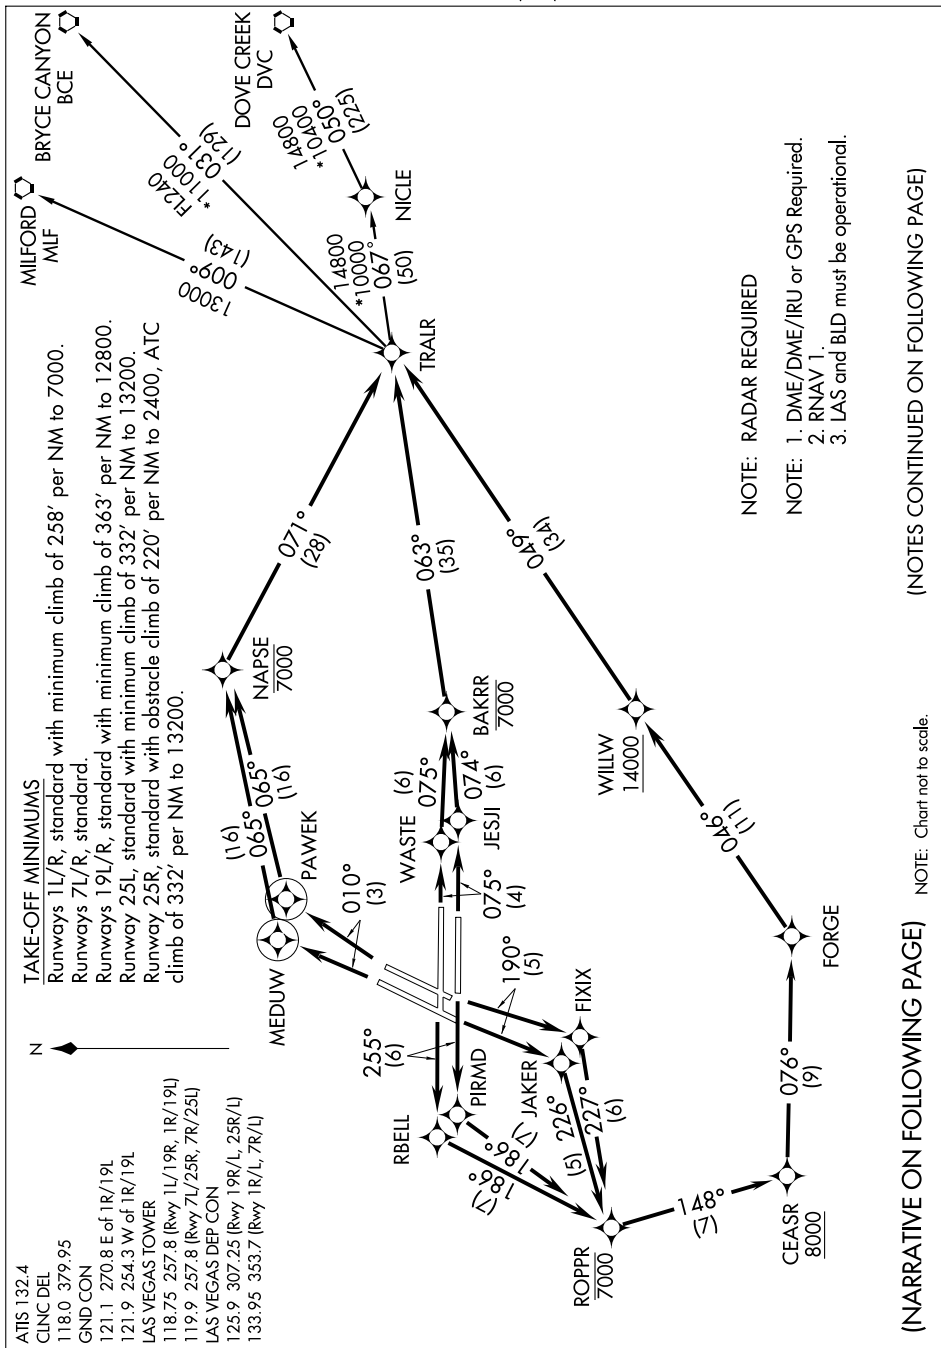 ATIS 132.4
CLNC DEL
118.0 379.95
GND CON
121.1 270.8 E of 1R/19L
121.9 254.3 W of 1R/19L
LAS VEGAS TOWER
118.75 257.8 (Rwy 1L/19R, 1R/19L)
119.9 257.8 (Rwy 7L/25R, 7R/25L)
LAS VEGAS DEP CON
125.9 307.25 (Rwy 19R/L, 25R/L)
133.95 353.7 (Rwy 1R/L, 7R/L)
N
TAKE-OFF MINIMUMS
Runways 1L/R, standard with minimum climb of 258' per NM to 7000.
Runways 7L/R, standard.
Runways 19L/R, standard with minimum climb of 363' per NM to 12800.
Runway 25L, standard with minimum climb of 332' per NM to 13200.
Runway 25R, standard with obstacle climb of 220' per NM to 2400, ATC
climb of 332' per NM to 13200.
MILFORD
MLF
BRYCE CANYON
BCE
DOVE CREEK
DVC
13000
009°
(143)
FL240
*11000
031°
(129)
14800
*10400
050°
(225)
14800
*10000
067°
(50)
NICLE
TRALR
071°
(28)
063°
(35)
049°
(34)
NAPSE
7000
(16)
065°
065°
(16)
MEDUW
PAWEK
010°
(3)
WASTE
(6)
075°
074°
(6)
BAKRR
7000
JESJI
075°
(4)
255°
(6)
190°
(5)
RBELL
PIRMD
JAKER
FIXIX
186°
(7)
186°
(7)
(5)
226°
227°
(6)
ROPPR
7000
148°
(7)
CEASR
8000
076°
(9)
FORGE
046°
(11)
WILLW
14000
NOTE: RADAR REQUIRED
NOTE: 1. DME/DME/IRU or GPS Required.
2. RNAV 1.
3. LAS and BLD must be operational.
(NARRATIVE ON FOLLOWING PAGE)
NOTE: Chart not to scale.
(NOTES CONTINUED ON FOLLOWING PAGE)